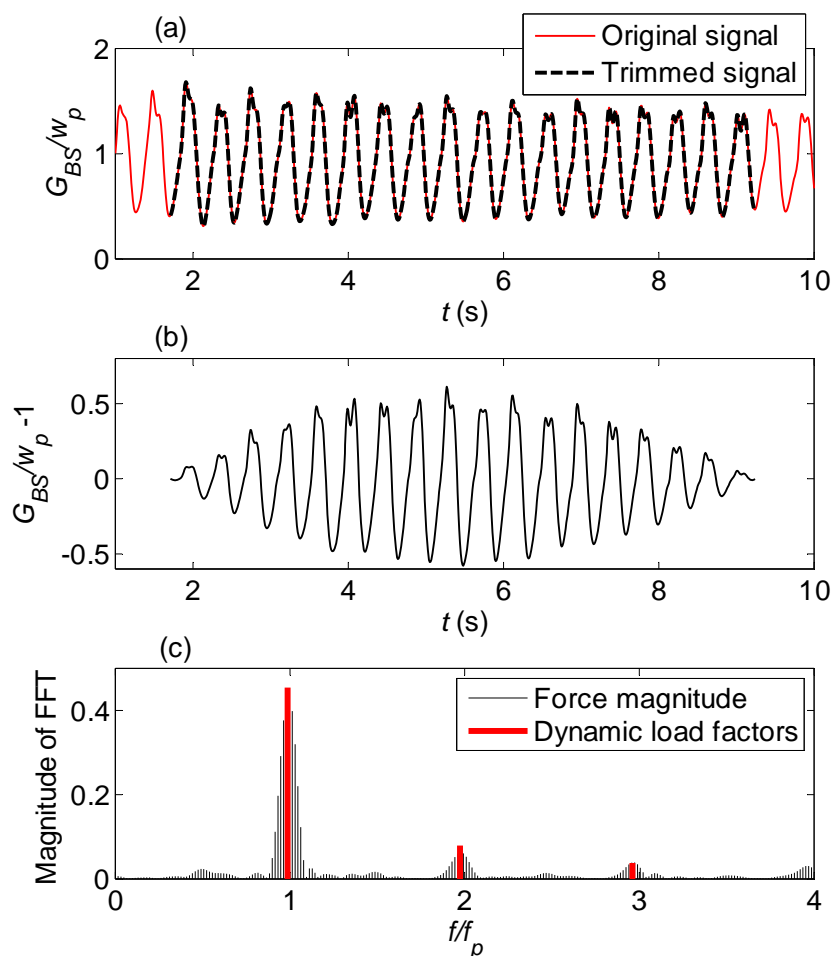 (a)
Original signal
Trimmed signal
G_BS/w_p
2
1
0
2 4 6 8 10
t (s)
(b)
G_BS/w_p -1
0.5
0
-0.5
2 4 6 8 10
t (s)
(c)
Force magnitude
Dynamic load factors
Magnitude of FFT
0.4
0.2
0
0 1 2 3 4
f/f_p